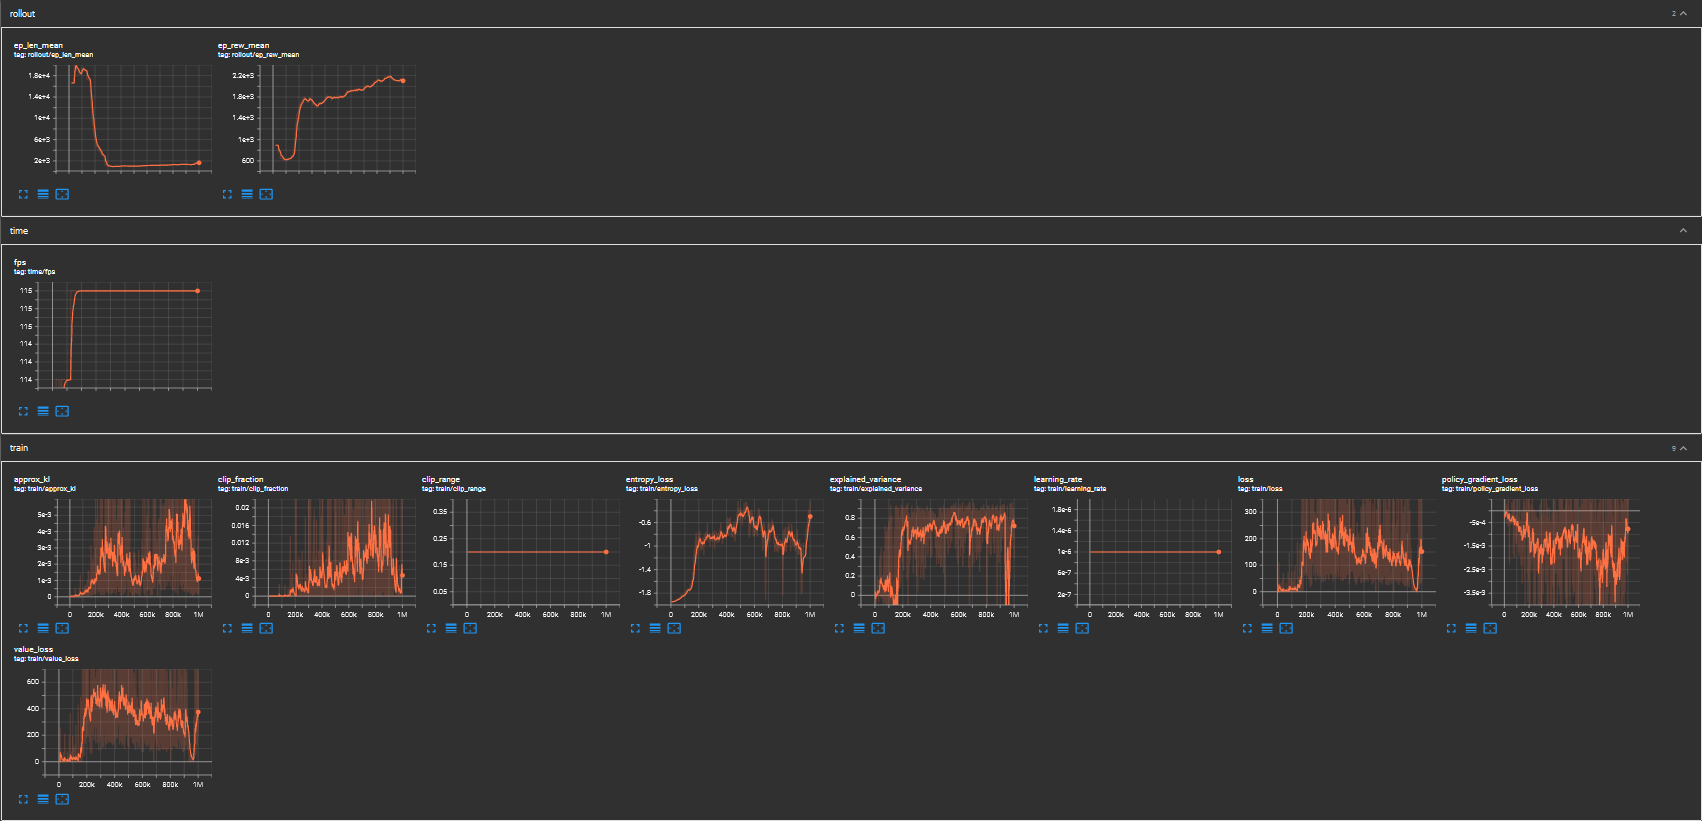 rollout
2
ep_len_mean
tag: rollout/ep_len_mean
1.8e+4
1.4e+4
1e+4
6e+3
2e+3
ep_rew_mean
tag: rollout/ep_rew_mean
2.2e+3
1.8e+3
1.4e+3
1e+3
600
time
fps
tag: time/fps
115
115
115
114
114
114
train
9
approx_kl
tag: train/approx_kl
5e-3
4e-3
3e-3
2e-3
1e-3
0
0 200k 400k 600k 800k 1M
clip_fraction
tag: train/clip_fraction
0.02
0.016
0.012
8e-3
4e-3
0
0 200k 400k 600k 800k 1M
clip_range
tag: train/clip_range
0.35
0.25
0.15
0.05
0 200k 400k 600k 800k 1M
entropy_loss
tag: train/entropy_loss
-0.6
-1
-1.4
-1.8
0 200k 400k 600k 800k 1M
explained_variance
tag: train/explained_variance
0.8
0.6
0.4
0.2
0
0 200k 400k 600k 800k 1M
learning_rate
tag: train/learning_rate
1.8e-6
1.4e-6
1e-6
6e-7
2e-7
0 200k 400k 600k 800k 1M
loss
tag: train/loss
300
200
100
0
0 200k 400k 600k 800k 1M
policy_gradient_loss
tag: train/policy_gradient_loss
-5e-4
-1.5e-3
-2.5e-3
-3.5e-3
0 200k 400k 600k 800k 1M
value_loss
tag: train/value_loss
600
400
200
0
0 200k 400k 600k 800k 1M